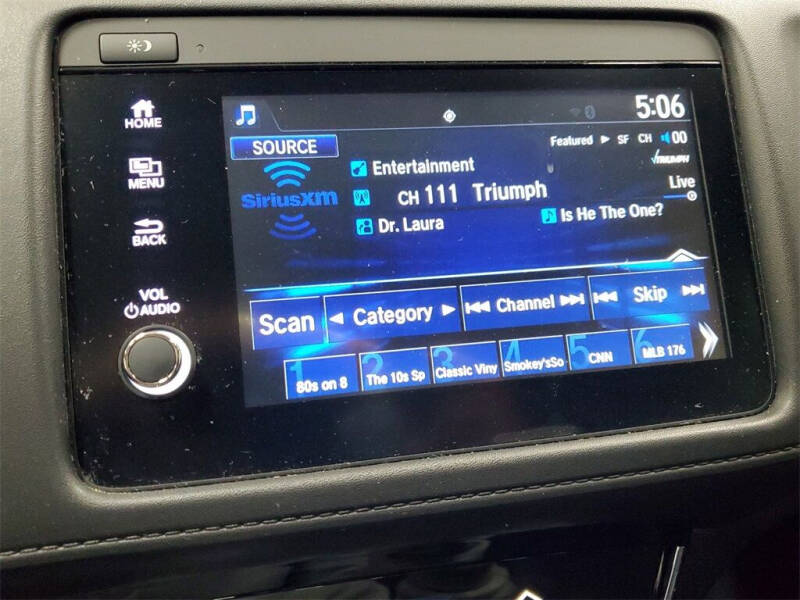 HOME
MENU
BACK
VOL
AUDIO
5:06
SOURCE
Featured SF CH 00
TRIUMPH
SiriusXM
Entertainment
CH 111 Triumph
Live
Dr. Laura
Is He The One?
Scan
Category
Channel
Skip
1 80s on 8
2 The 10s Sp
3 Classic Viny
4 Smokey'sSo
5 CNN
6 MLB 176